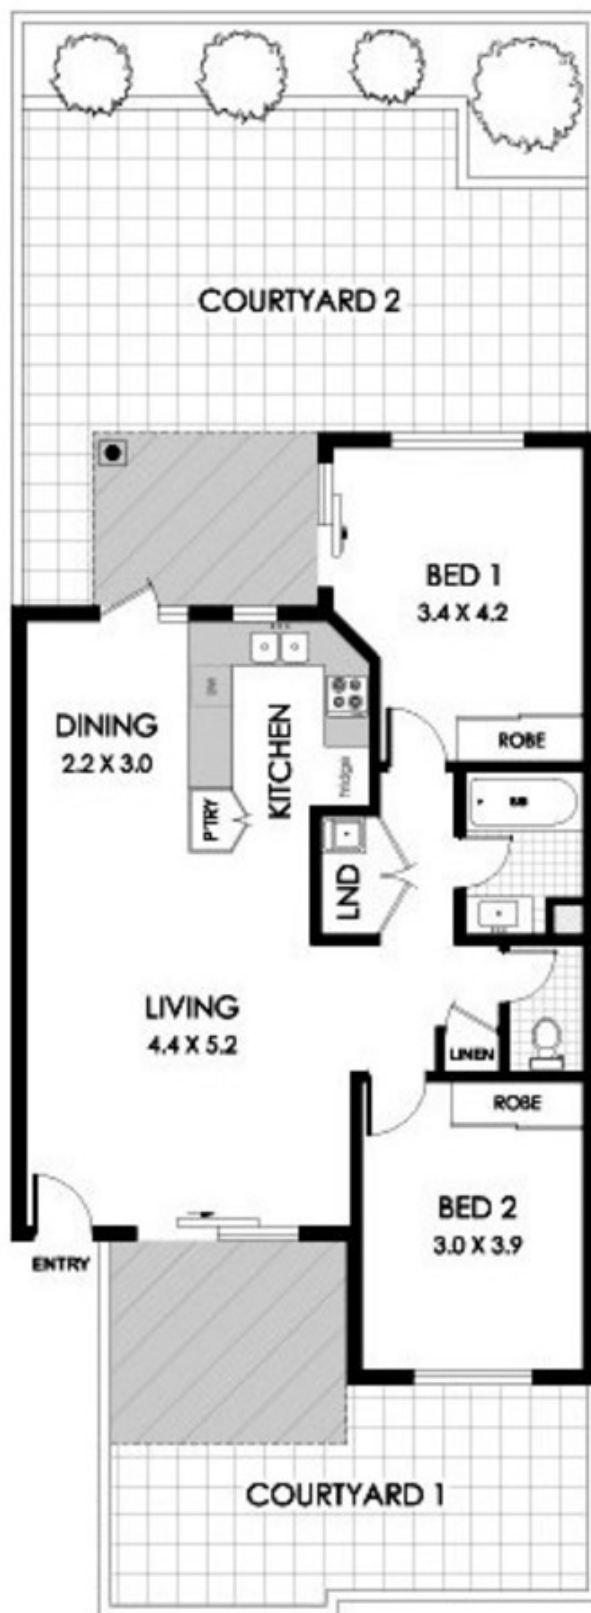 COURTYARD 2
BED 1
3.4 X 4.2
DINING
2.2 X 3.0
KITCHEN
ROBE
fridge
PTRY
LND
LIVING
4.4 X 5.2
LINEN
ROBE
BED 2
3.0 X 3.9
ENTRY
COURTYARD 1